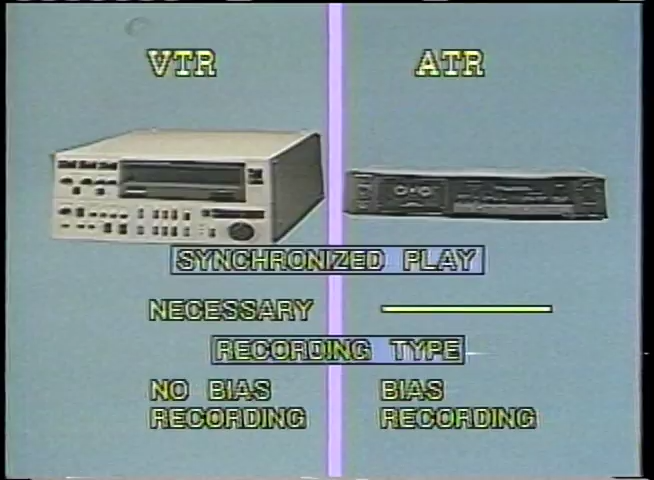 VTR ATR
SYNCHRONIZED PLAY
NECESSARY
RECORDING TYPE
NO BIAS BIAS
RECORDING RECORDING